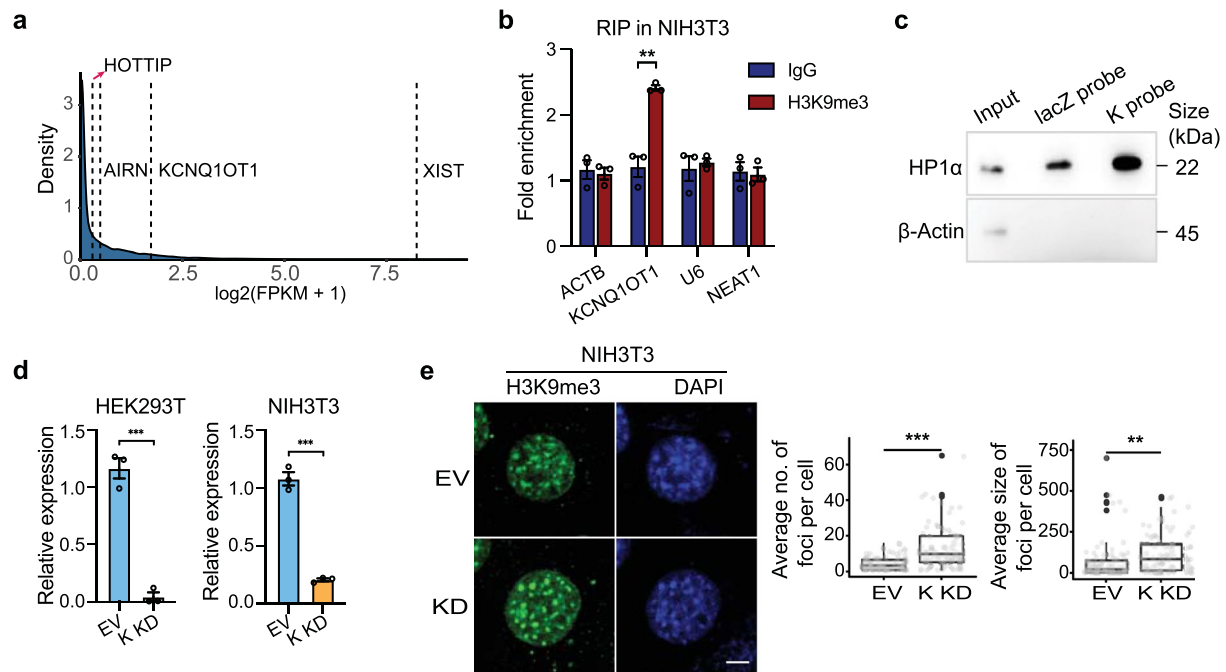 a
HOTTIP
AIRN
KCNQ1OT1
XIST
Density
3
2
1
0
0.0
2.5
5.0
7.5
log2(FPKM + 1)
b
RIP in NIH3T3
Fold enrichment
3
2
1
0
**
IgG
H3K9me3
ACTB
KCNQ1OT1
U6
NEAT1
c
Input
lacZ probe
K probe
Size
(kDa)
HP1α
22
β-Actin
45
d
HEK293T
Relative expression
1.5
1.0
0.5
0.0
***
EV
K KD
NIH3T3
Relative expression
1.5
1.0
0.5
0.0
***
EV
K KD
e
NIH3T3
H3K9me3
DAPI
EV
KD
Average no. of
foci per cell
60
40
20
0
***
EV
K KD
Average size of
foci per cell
750
500
250
0
**
EV
K KD